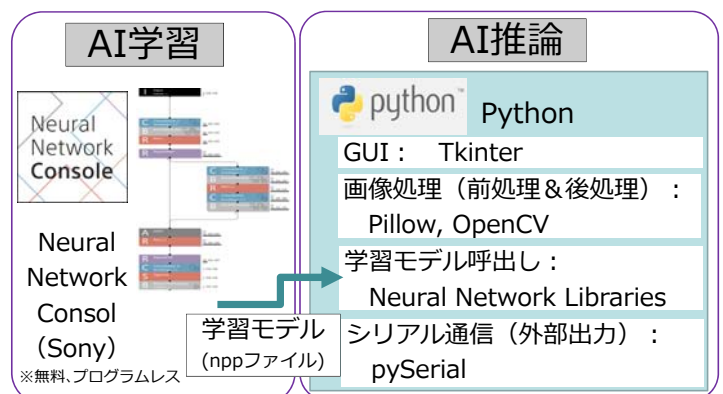 AI学習
Neural
Network
Console
Neural
Network
Consol
（Sony）
※無料、プログラムレス
学習モデル
(nppファイル)
AI推論
python™
Python
GUI： Tkinter
画像処理（前処理＆後処理）：
Pillow, OpenCV
学習モデル呼出し：
Neural Network Libraries
シリアル通信（外部出力）：
pySerial